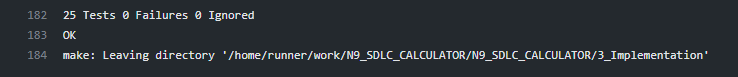 182 25 Tests 0 Failures 0 Ignored
183 OK
184 make: Leaving directory '/home/runner/work/N9_SDLC_CALCULATOR/N9_SDLC_CALCULATOR/3_Implementation'